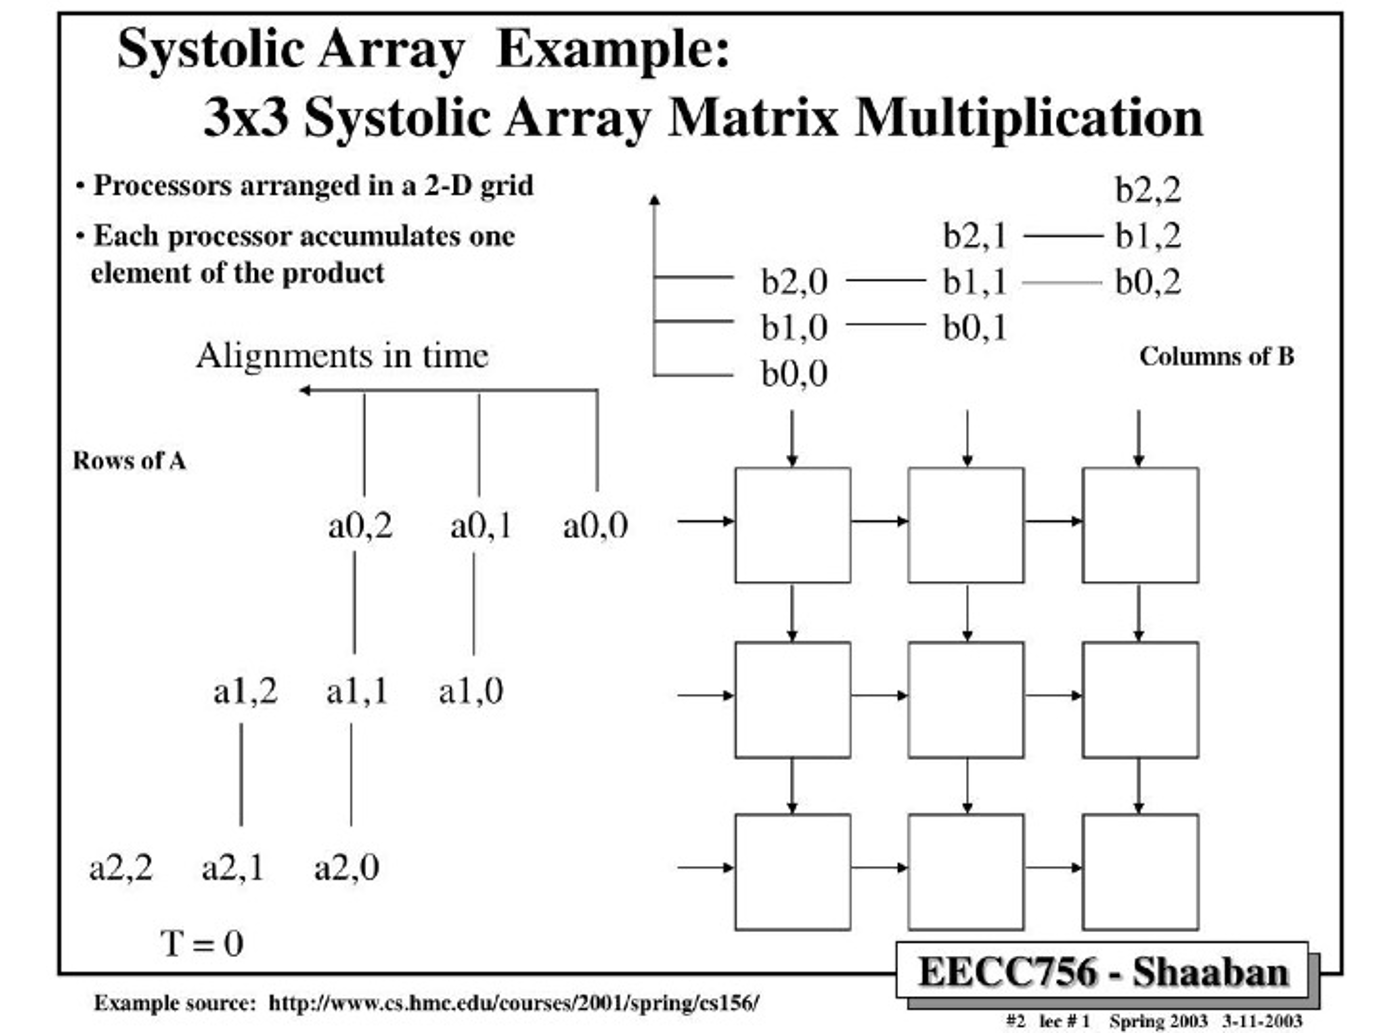 Systolic Array Example:
3x3 Systolic Array Matrix Multiplication
• Processors arranged in a 2-D grid
• Each processor accumulates one
element of the product
b2,2
b2,1 b1,2
b2,0 b1,1 b0,2
b1,0 b0,1
b0,0
Columns of B
Alignments in time
Rows of A
a0,2 a0,1 a0,0
a1,2 a1,1 a1,0
a2,2 a2,1 a2,0
T = 0
EECC756 - Shaaban
Example source: http://www.cs.hmc.edu/courses/2001/spring/cs156/
#2 lec # 1 Spring 2003 3-11-2003